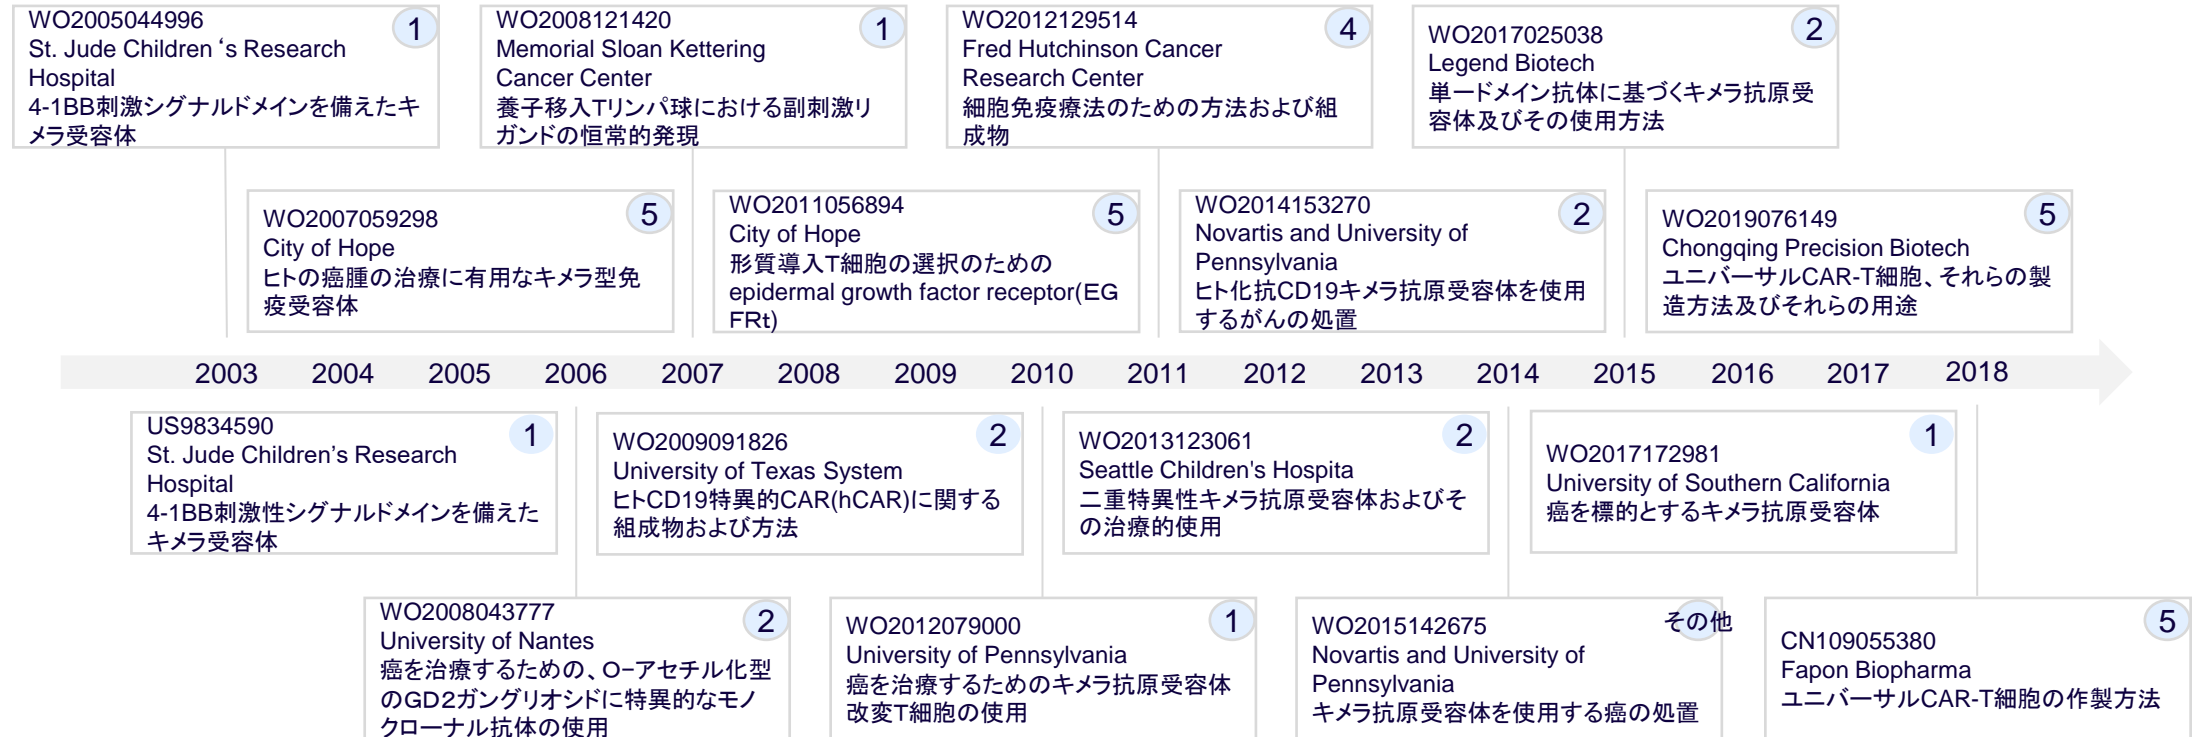 WO2005044996
1
St. Jude Children‘s Research
Hospital
4-1BB刺激シグナルドメインを備えたキ
メラ受容体
WO2008121420
1
Memorial Sloan Kettering
Cancer Center
養子移入Tリンパ球における副刺激リ
ガンドの恒常的発現
WO2012129514
4
Fred Hutchinson Cancer
Research Center
細胞免疫療法のための方法および組
成物
WO2017025038
2
Legend Biotech
単一ドメイン抗体に基づくキメラ抗原受
容体及びその使用方法
WO2007059298
5
City of Hope
ヒトの癌腫の治療に有用なキメラ型免
疫受容体
WO2011056894
5
City of Hope
形質導入T細胞の選択のための
epidermal growth factor receptor(EG
FRt)
WO2014153270
2
Novartis and University of
Pennsylvania
ヒト化抗CD19キメラ抗原受容体を使用
するがんの処置
WO2019076149
5
Chongqing Precision Biotech
ユニバーサルCAR-T細胞、それらの製
造方法及びそれらの用途
2003 2004 2005 2006 2007 2008 2009 2010 2011 2012 2013 2014 2015 2016 2017 2018
US9834590
1
St. Jude Children's Research
Hospital
4-1BB刺激性シグナルドメインを備えた
キメラ受容体
WO2009091826
2
University of Texas System
ヒトCD19特異的CAR(hCAR)に関する
組成物および方法
WO2013123061
2
Seattle Children's Hospita
二重特異性キメラ抗原受容体およびそ
の治療的使用
WO2017172981
1
University of Southern California
癌を標的とするキメラ抗原受容体
WO2008043777
2
University of Nantes
癌を治療するための、O−アセチル化型
のGD2ガングリオシドに特異的なモノ
クローナル抗体の使用
WO2012079000
1
University of Pennsylvania
癌を治療するためのキメラ抗原受容体
改変T細胞の使用
WO2015142675
その他
Novartis and University of
Pennsylvania
キメラ抗原受容体を使用する癌の処置
CN109055380
5
Fapon Biopharma
ユニバーサルCAR-T細胞の作製方法